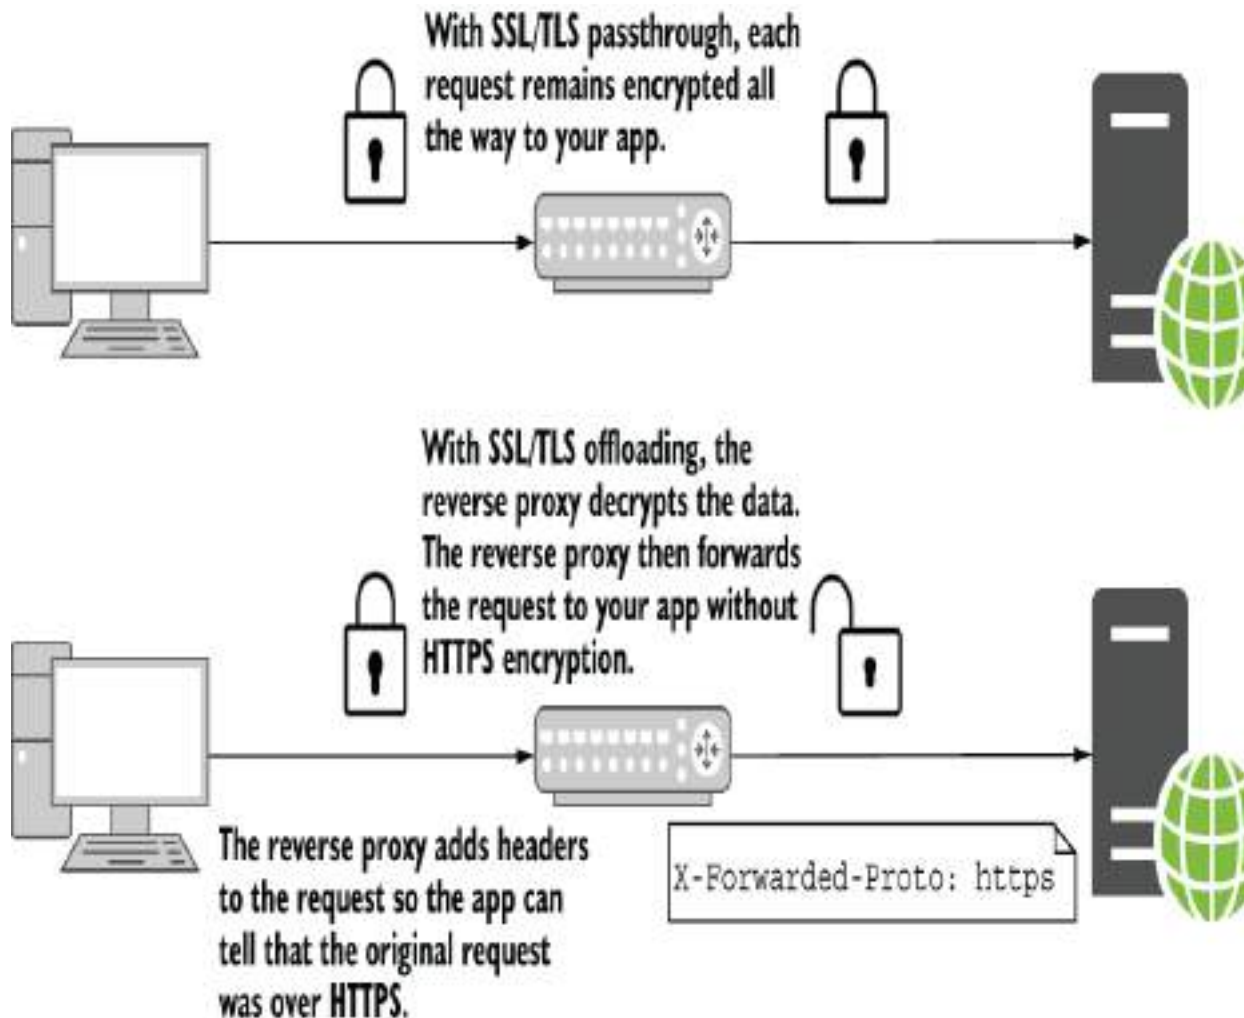 With SSL/TLS passthrough, each
request remains encrypted all
the way to your app.
With SSL/TLS offloading, the
reverse proxy decrypts the data.
The reverse proxy then forwards
the request to your app without
HTTPS encryption.
The reverse proxy adds headers
to the request so the app can
tell that the original request
was over HTTPS.
X-Forwarded-Proto: https